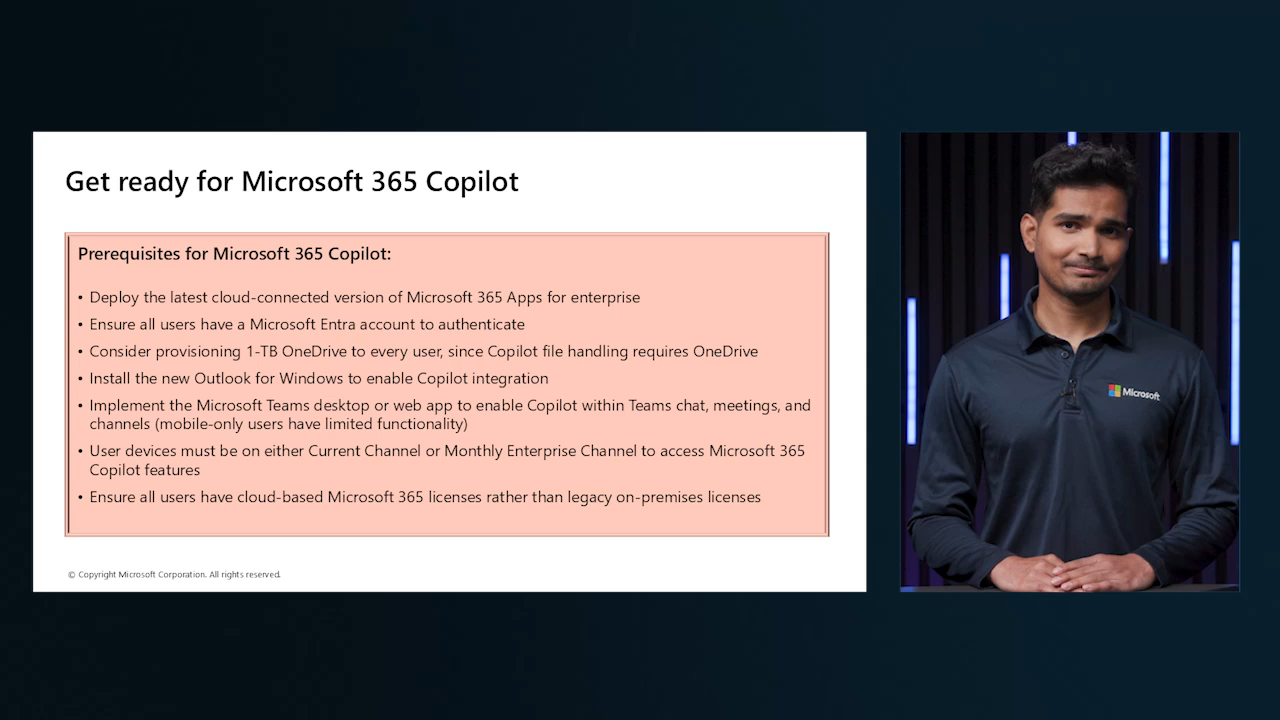 Get ready for Microsoft 365 Copilot
Prerequisites for Microsoft 365 Copilot:
• Deploy the latest cloud-connected version of Microsoft 365 Apps for enterprise
• Ensure all users have a Microsoft Entra account to authenticate
• Consider provisioning 1-TB OneDrive to every user, since Copilot file handling requires OneDrive
• Install the new Outlook for Windows to enable Copilot integration
• Implement the Microsoft Teams desktop or web app to enable Copilot within Teams chat, meetings, and
channels (mobile-only users have limited functionality)
• User devices must be on either Current Channel or Monthly Enterprise Channel to access Microsoft 365
Copilot features
• Ensure all users have cloud-based Microsoft 365 licenses rather than legacy on-premises licenses
© Copyright Microsoft Corporation. All rights reserved.
Microsoft